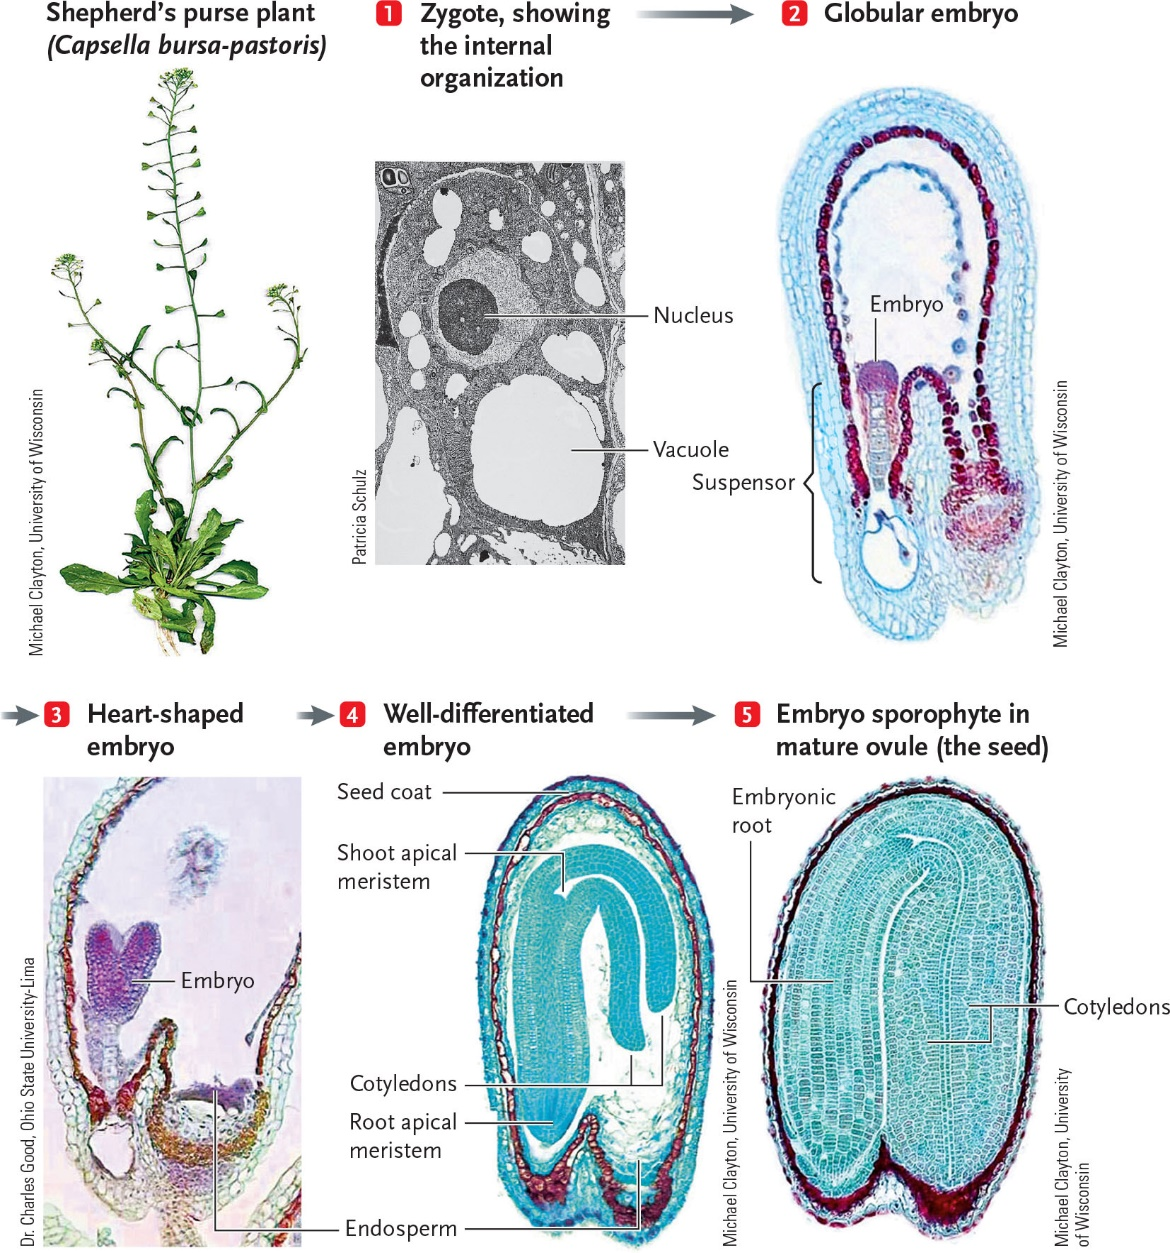 Shepherd's purse plant
(Capsella bursa-pastoris)
Michael Clayton, University of Wisconsin
1 Zygote, showing
the internal
organization
Nucleus
Vacuole
Patricia Schulz
2 Globular embryo
Embryo
Suspensor
Michael Clayton, University of Wisconsin
3 Heart-shaped
embryo
Embryo
Dr. Charles Good, Ohio State University-Lima
4 Well-differentiated
embryo
Seed coat
Shoot apical
meristem
Cotyledons
Root apical
meristem
Endosperm
Michael Clayton, University of Wisconsin
5 Embryo sporophyte in
mature ovule (the seed)
Embryonic
root
Cotyledons
Michael Clayton, University
of Wisconsin